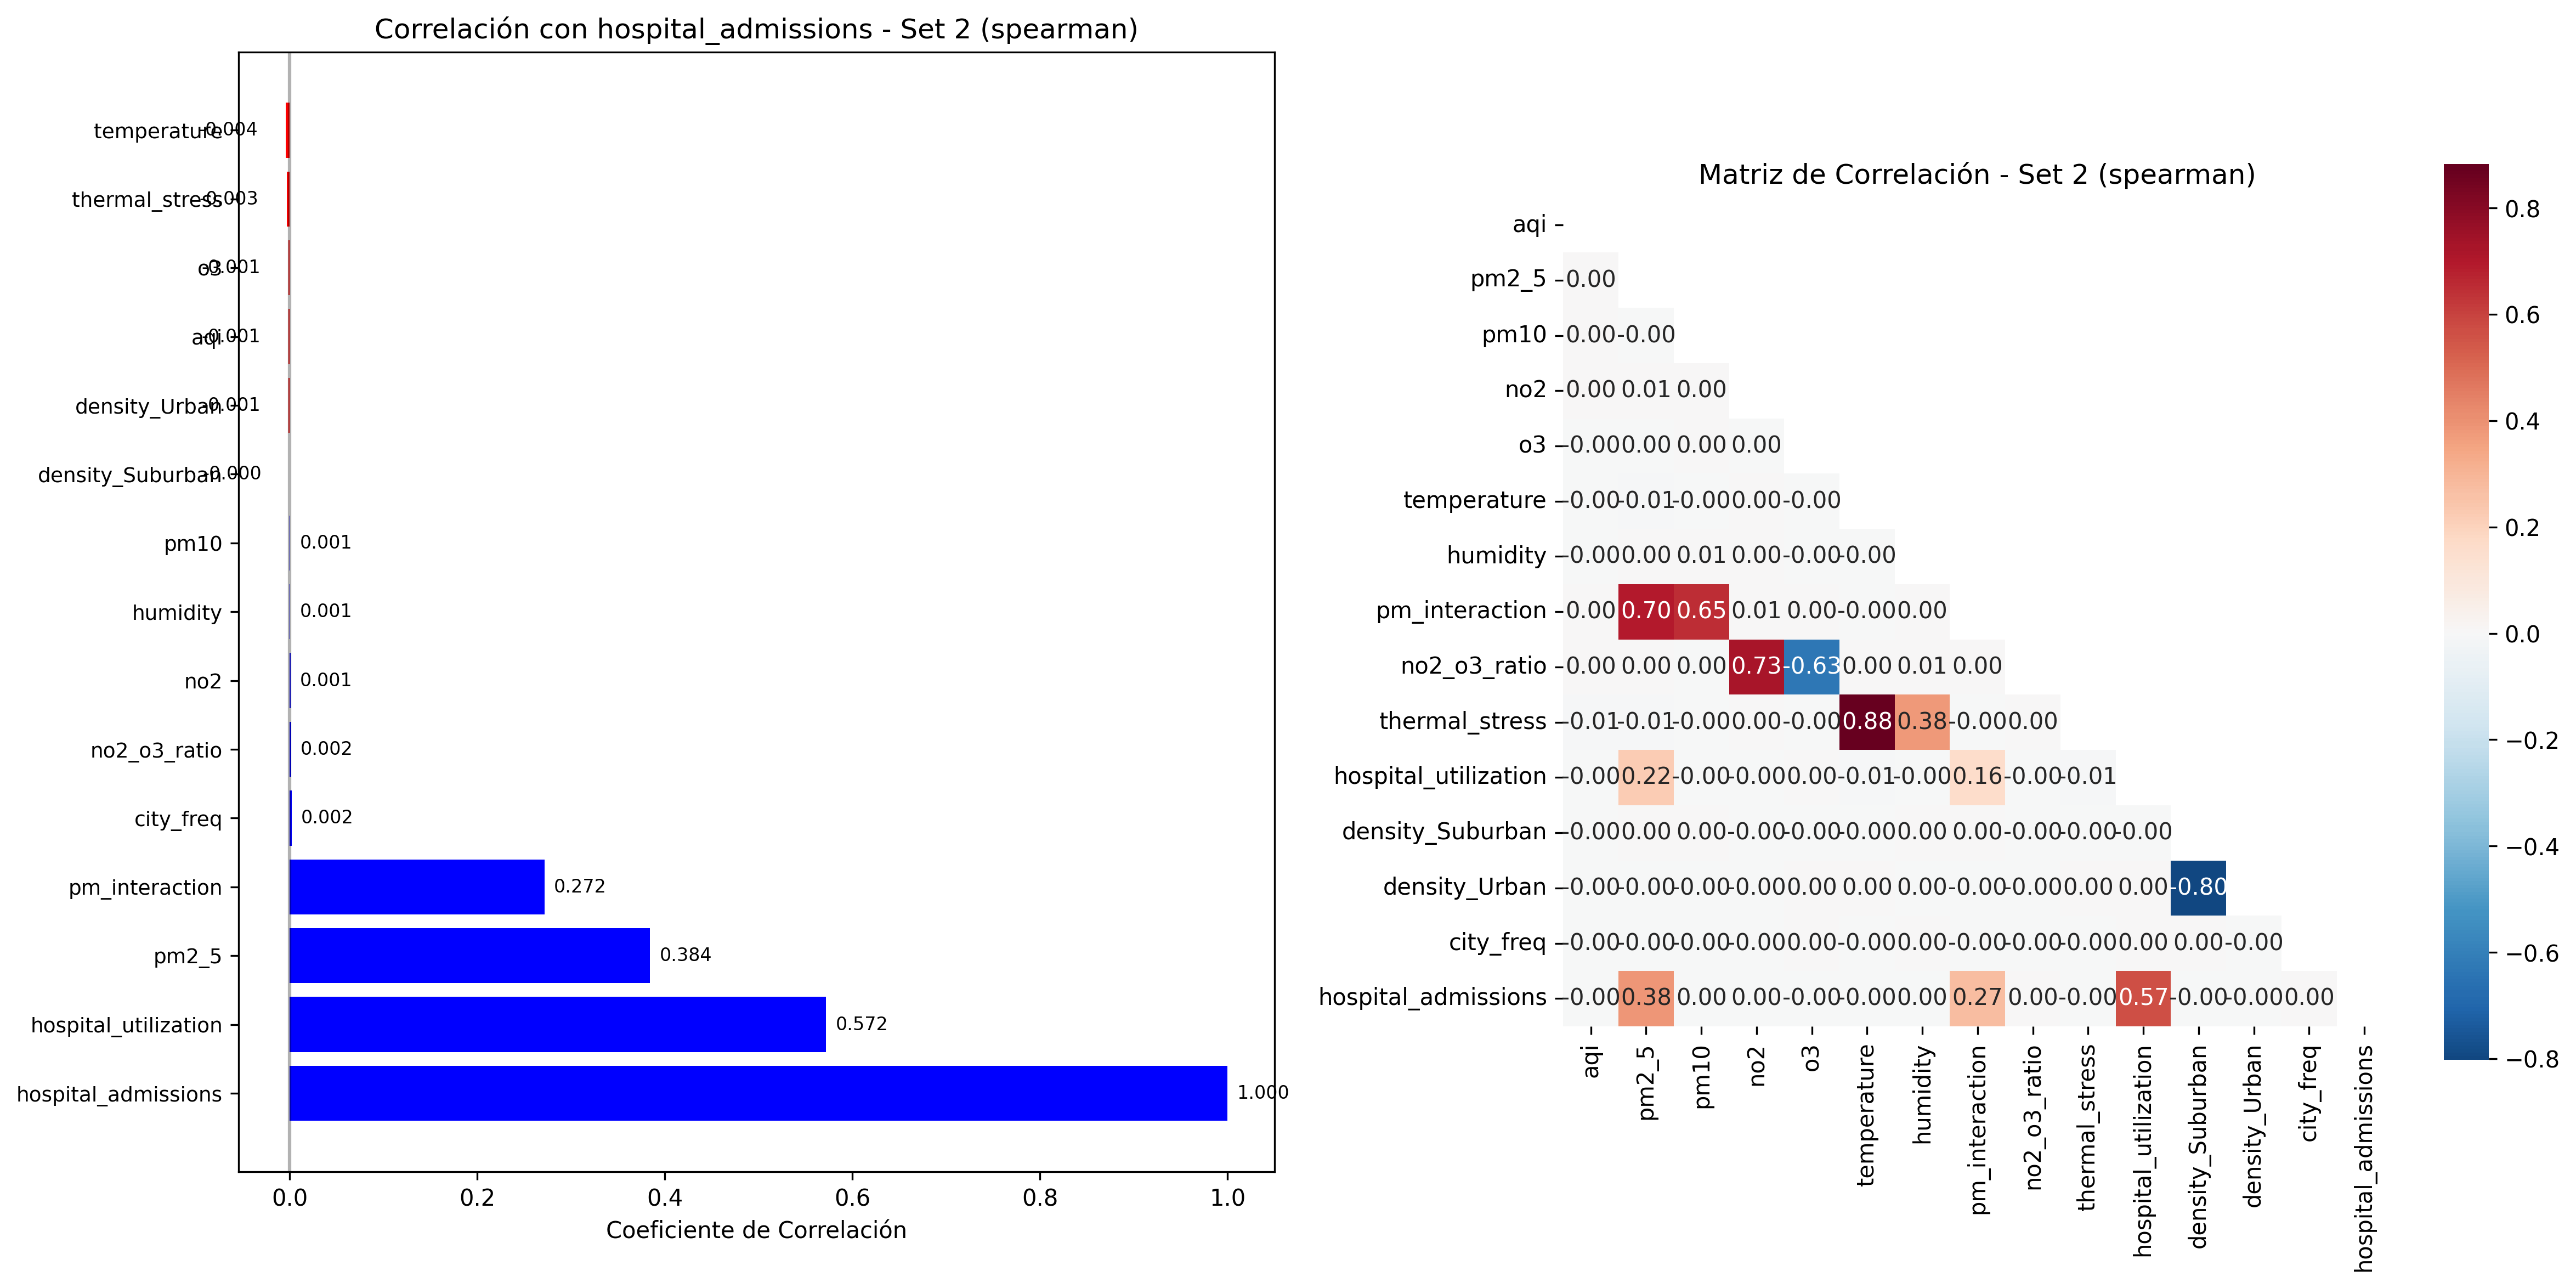 Correlación con hospital_admissions - Set 2 (spearman)
temperature -0.004
thermal_stress -0.003
o3 -0.001
aqi -0.001
density_Urban -0.001
density_Suburban -0.000
pm10 0.001
humidity 0.001
no2 0.001
no2_o3_ratio 0.002
city_freq 0.002
pm_interaction 0.272
pm2_5 0.384
hospital_utilization 0.572
hospital_admissions 1.000
0.0 0.2 0.4 0.6 0.8 1.0
Coeficiente de Correlación
Matriz de Correlación - Set 2 (spearman)
aqi
pm2_5 0.00
pm10 0.00 -0.00
no2 0.00 0.01 0.00
o3 -0.00 0.00 0.00 0.00
temperature -0.00 -0.01 -0.00 0.00 -0.00
humidity -0.00 0.00 0.01 0.00 -0.00 -0.00
pm_interaction 0.00 0.70 0.65 0.01 0.00 -0.00 0.00
no2_o3_ratio -0.00 0.00 0.00 0.73 -0.63 0.00 0.01 0.00
thermal_stress -0.01 -0.01 -0.00 0.00 -0.00 0.88 0.38 -0.00 0.00
hospital_utilization -0.00 0.22 -0.00 -0.00 0.00 -0.01 -0.00 0.16 -0.00 -0.01
density_Suburban -0.00 0.00 0.00 -0.00 -0.00 -0.00 0.00 0.00 -0.00 -0.00 -0.00
density_Urban -0.00 -0.00 -0.00 -0.00 0.00 0.00 0.00 -0.00 -0.00 0.00 0.00 -0.80
city_freq -0.00 -0.00 -0.00 -0.00 0.00 -0.00 0.00 -0.00 -0.00 -0.00 0.00 0.00 -0.00
hospital_admissions -0.00 0.38 0.00 0.00 -0.00 -0.00 0.00 0.27 0.00 -0.00 0.57 -0.00 -0.00 0.00
aqi pm2_5 pm10 no2 o3 temperature humidity pm_interaction no2_o3_ratio thermal_stress hospital_utilization density_Suburban density_Urban city_freq hospital_admissions
0.8
0.6
0.4
0.2
0.0
−0.2
−0.4
−0.6
−0.8